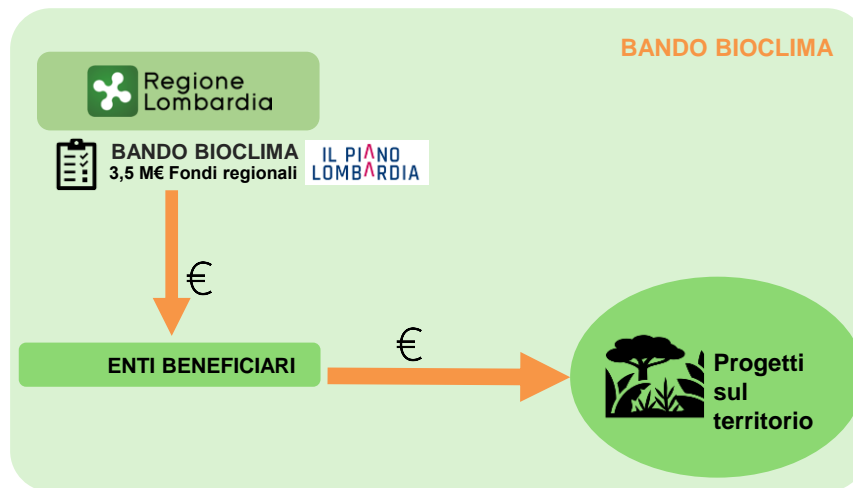 BANDO BIOCLIMA
Regione
Lombardia
BANDO BIOCLIMA
3,5 M€ Fondi regionali
IL PIANO
LOMBARDIA
€
ENTI BENEFICIARI
€
Progetti
sul
territorio